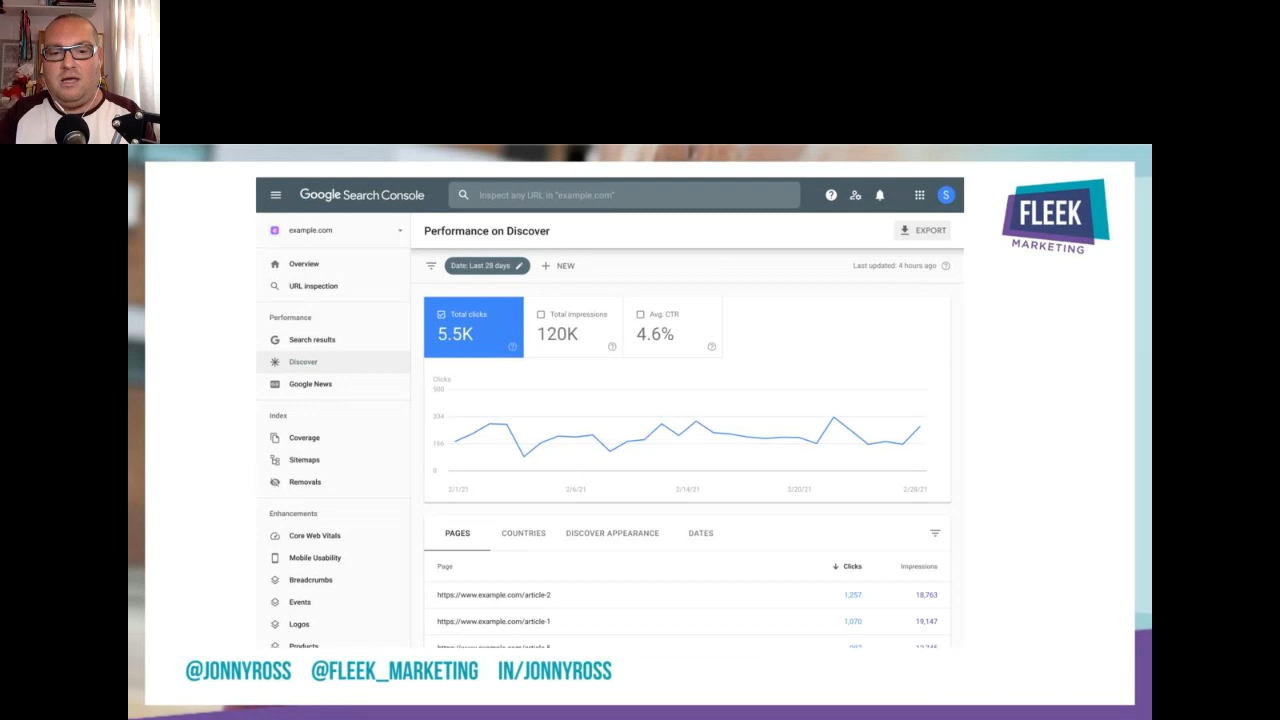 Google Search Console
Inspect any URL in "example.com"
S
FLEEK
MARKETING
example.com
Performance on Discover
EXPORT
Date: Last 28 days
NEW
Last updated: 4 hours ago
Overview
URL inspection
Performance
Search results
Discover
Google News
Index
Coverage
Sitemaps
Removals
Enhancements
Core Web Vitals
Mobile Usability
Breadcrumbs
Events
Logos
Products
Total clicks
5.5K
Total impressions
120K
Avg. CTR
4.6%
Clicks
500
334
166
0
2/1/21
2/6/21
2/14/21
2/20/21
2/28/21
PAGES
COUNTRIES
DISCOVER APPEARANCE
DATES
Page
Clicks
Impressions
https://www.example.com/article-2
1,257
18,763
https://www.example.com/article-1
1,070
19,147
@JONNYROSS @FLEEK_MARKETING IN/JONNYROSS